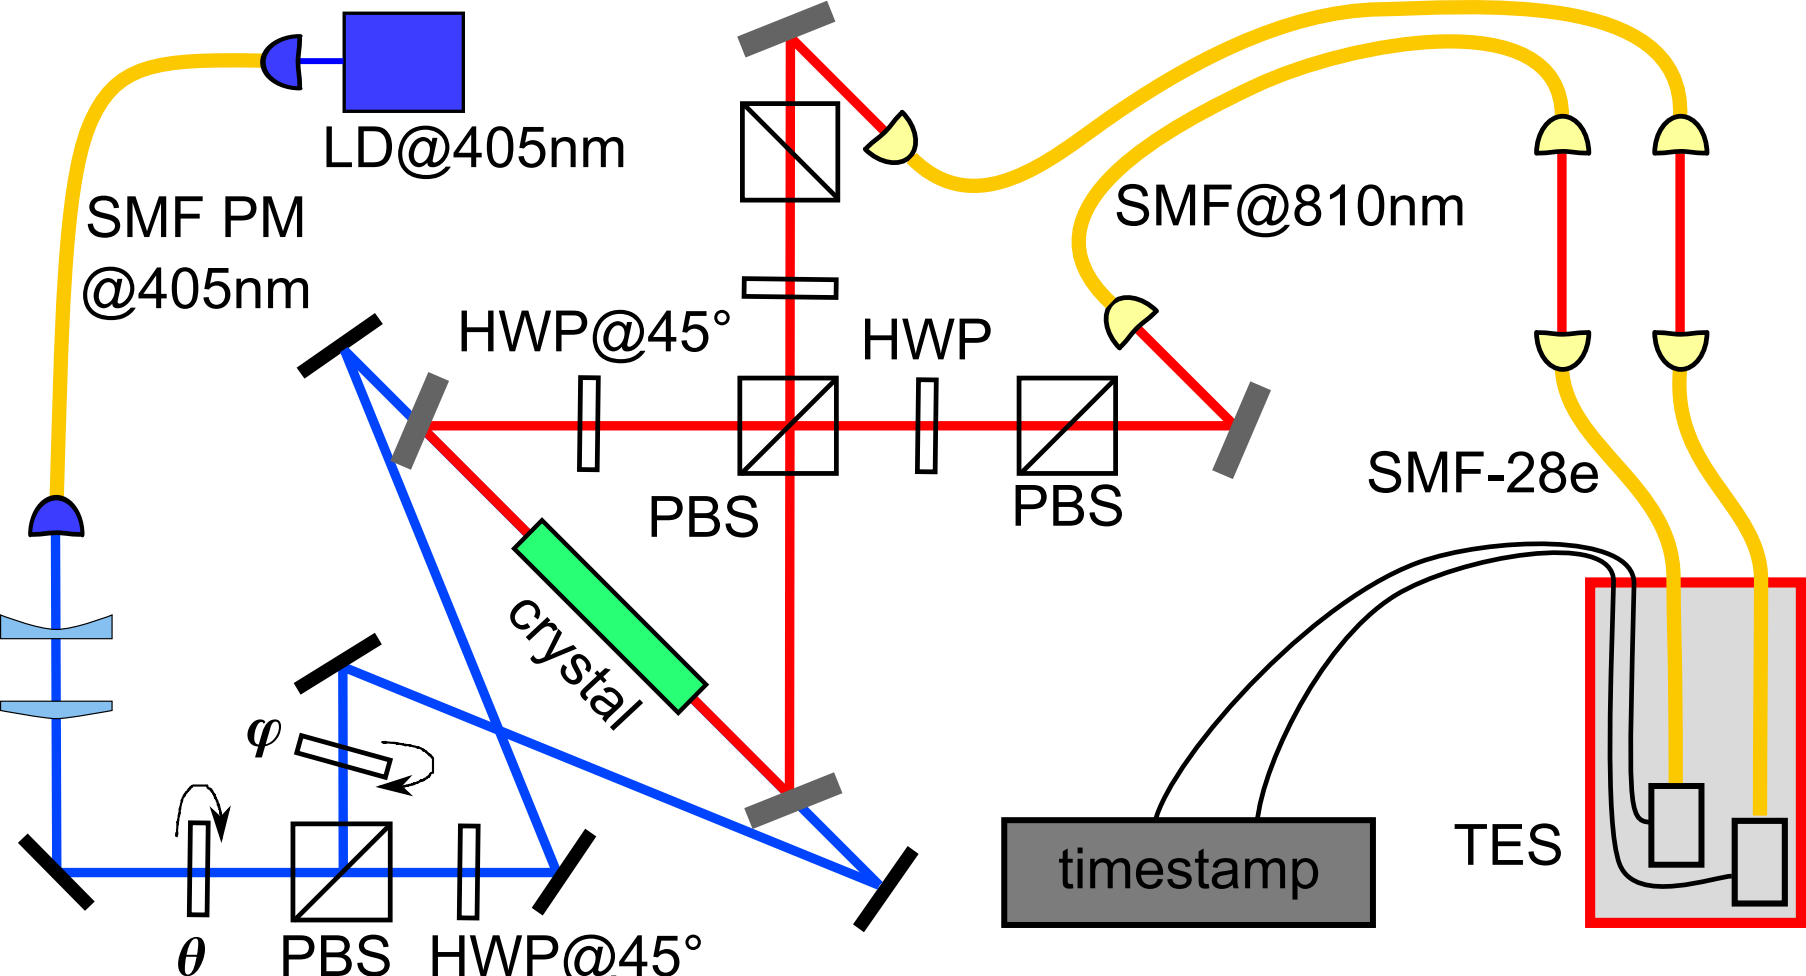 LD@405nm
SMF PM
@405nm
SMF@810nm
HWP@45°
HWP
PBS
PBS
SMF-28e
crystal
φ
θ
PBS
HWP@45°
timestamp
TES